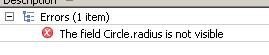 Description
Errors (1 item)
The field Circle.radius is not visible